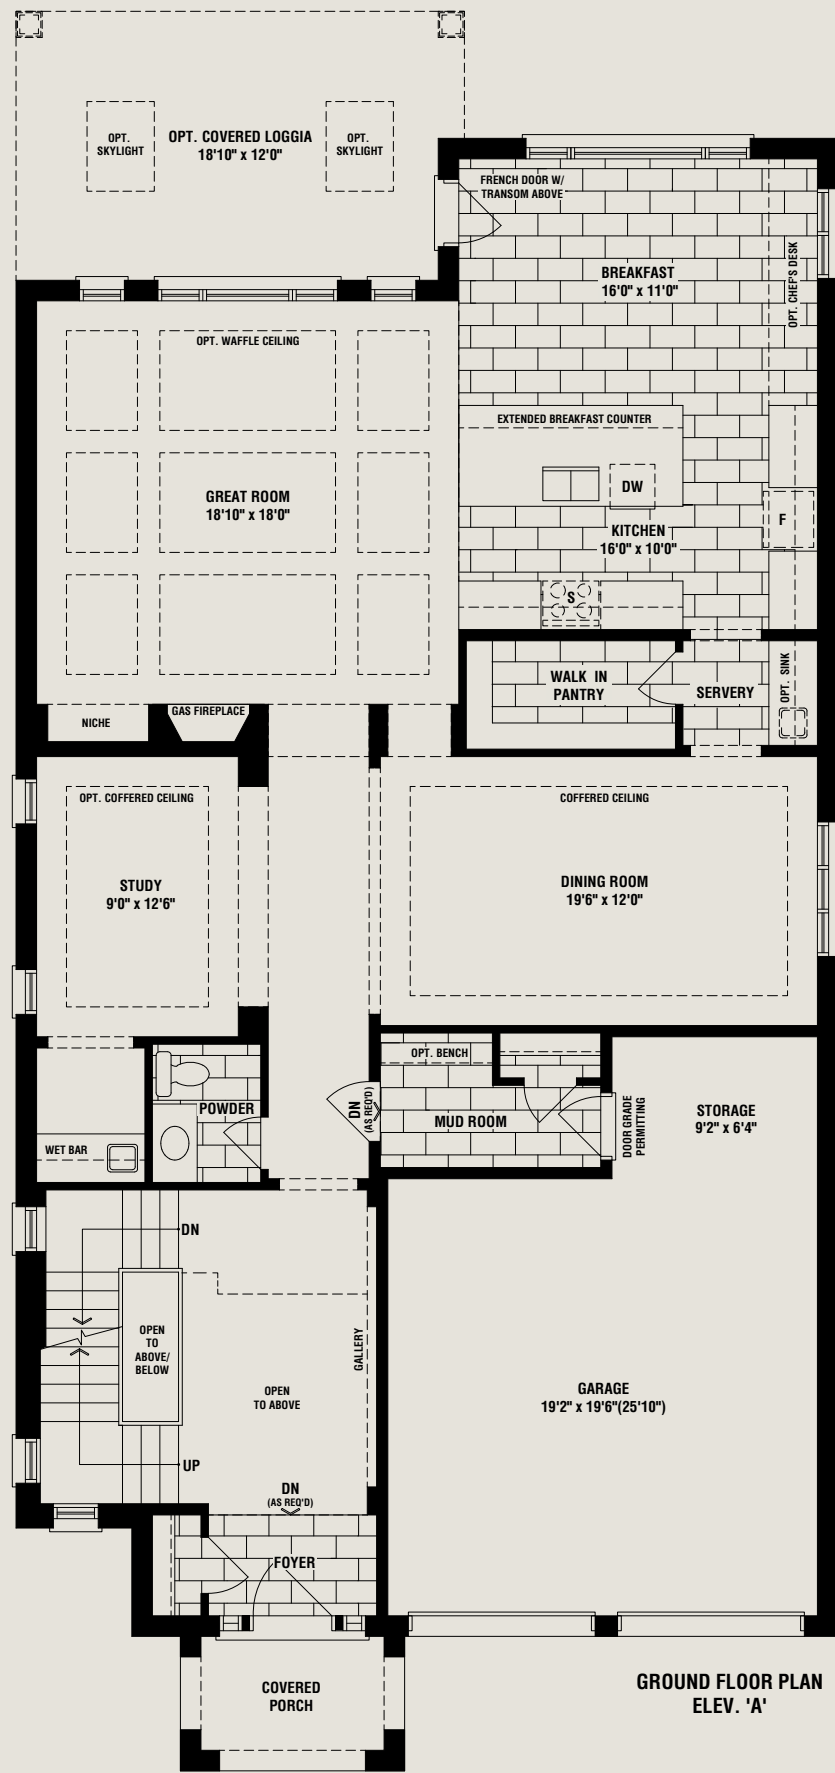 OPT.
SKYLIGHT
OPT. COVERED LOGGIA
18'10" x 12'0"
OPT.
SKYLIGHT
FRENCH DOOR W/
TRANSOM ABOVE
BREAKFAST
16'0" x 11'0"
OPT. CHEF'S DESK
OPT. WAFFLE CEILING
EXTENDED BREAKFAST COUNTER
GREAT ROOM
18'10" x 18'0"
DW
F
KITCHEN
16'0" x 10'0"
S
WALK IN
PANTRY
SERVERY
OPT. SINK
NICHE
GAS FIREPLACE
OPT. COFFERED CEILING
COFFERED CEILING
STUDY
9'0" x 12'6"
DINING ROOM
19'6" x 12'0"
OPT. BENCH
POWDER
DN
(AS REQ'D)
MUD ROOM
DOOR GRADE
PERMITTING
STORAGE
9'2" x 6'4"
WET BAR
DN
OPEN
TO
ABOVE/
BELOW
GALLERY
OPEN
TO ABOVE
GARAGE
19'2" x 19'6"(25'10")
UP
DN
(AS REQ'D)
FOYER
COVERED
PORCH
GROUND FLOOR PLAN
ELEV. 'A'